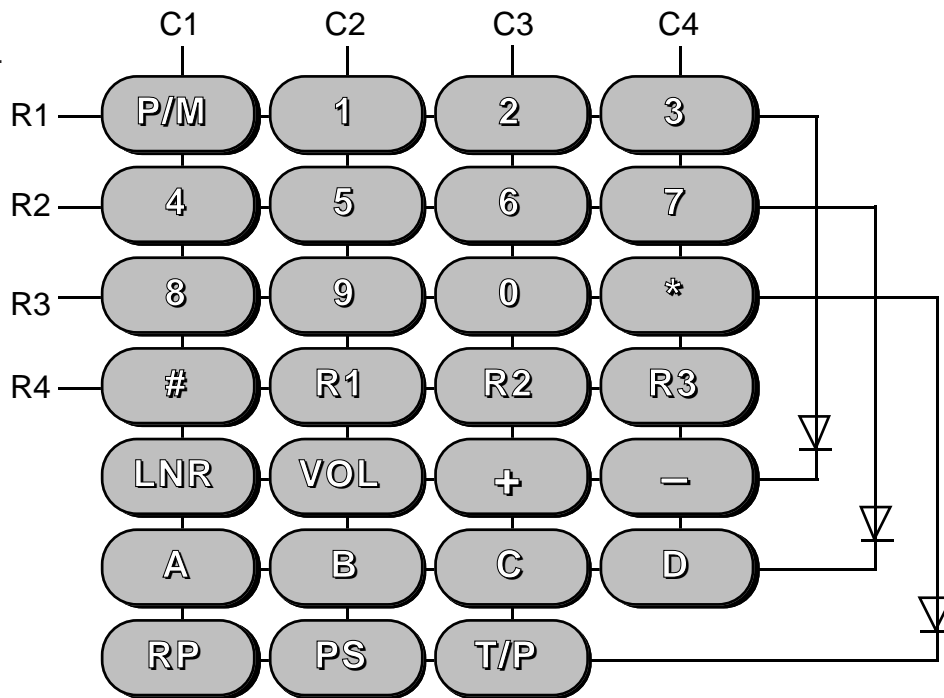 C1 C2 C3 C4
R1 P/M 1 2 3
R2 4 5 6 7
R3 8 9 0 *
R4 # R1 R2 R3
LNR VOL + −
A B C D
RP PS T/P